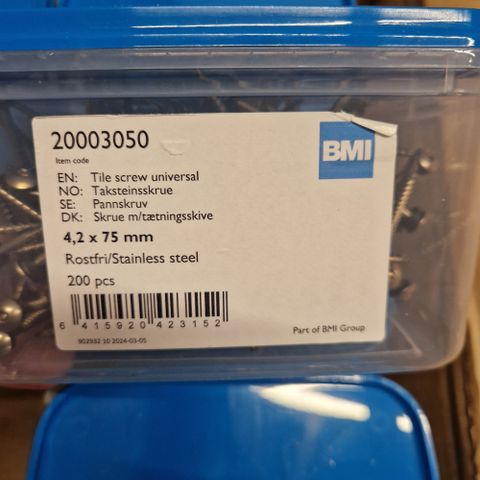 20003050
Item code
BMI
EN: Tile screw universal
NO: Taksteinsskrue
SE: Pannskruv
DK: Skrue m/tætningsskive
4,2 x 75 mm
Rostfri/Stainless steel
200 pcs
6 415920 423152
902932 10 2024-03-05
Part of BMI Group